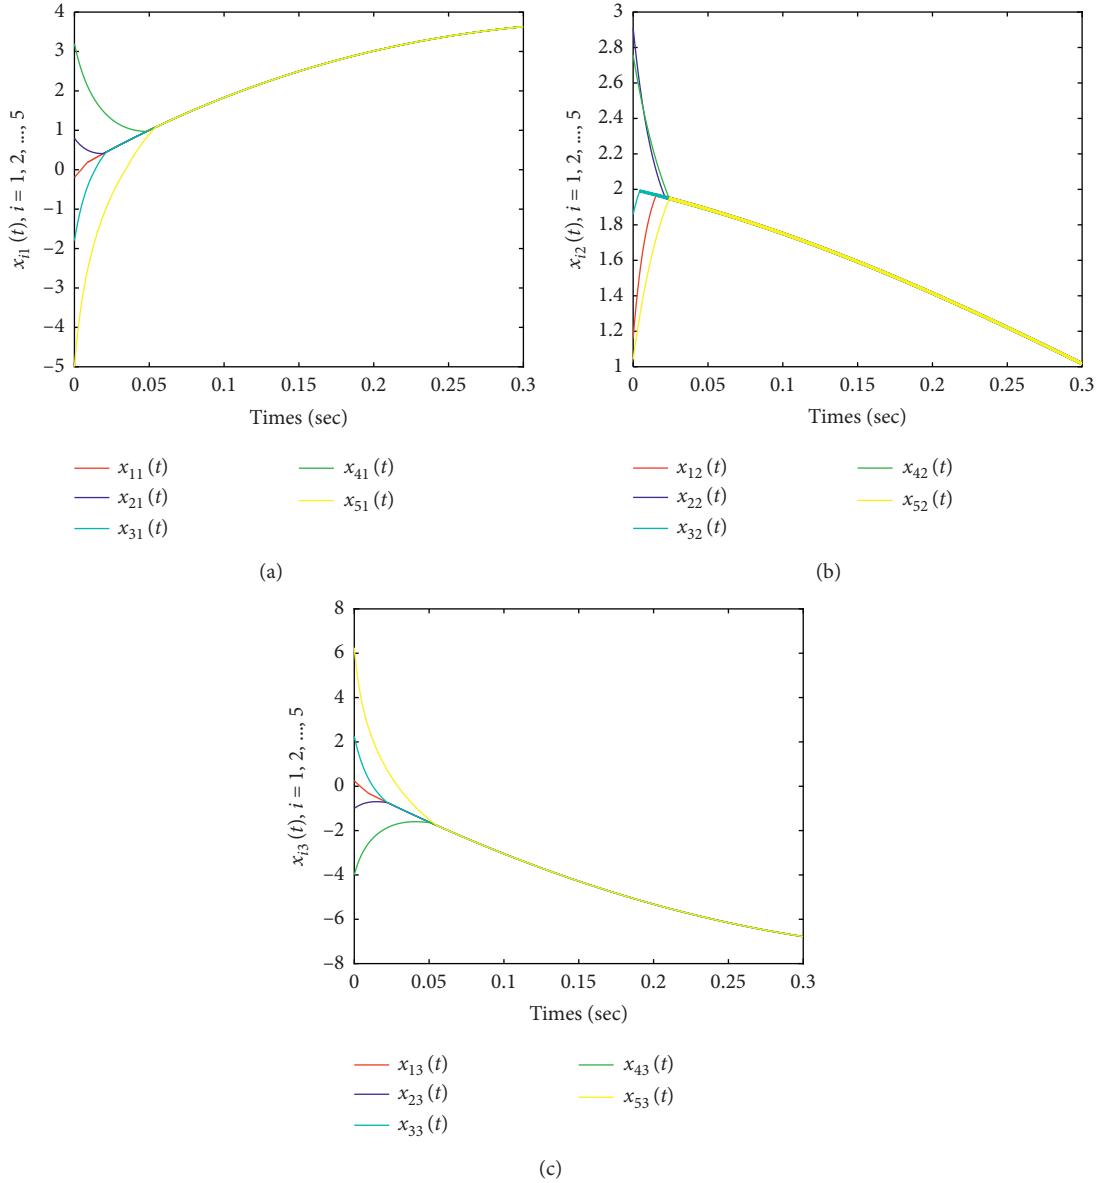 4
3
2
1
0
−1
−2
−3
−4
−5
x_{i1} (t), i = 1, 2, ..., 5
0 0.05 0.1 0.15 0.2 0.25 0.3
Times (sec)
x_{11} (t)
x_{21} (t)
x_{31} (t)
x_{41} (t)
x_{51} (t)
(a)
3
2.8
2.6
2.4
2.2
2
1.8
1.6
1.4
1.2
1
x_{i2} (t), i = 1, 2, ..., 5
0 0.05 0.1 0.15 0.2 0.25 0.3
Times (sec)
x_{12} (t)
x_{22} (t)
x_{32} (t)
x_{42} (t)
x_{52} (t)
(b)
8
6
4
2
0
−2
−4
−6
−8
x_{i3} (t), i = 1, 2, ..., 5
0 0.05 0.1 0.15 0.2 0.25 0.3
Times (sec)
x_{13} (t)
x_{23} (t)
x_{33} (t)
x_{43} (t)
x_{53} (t)
(c)